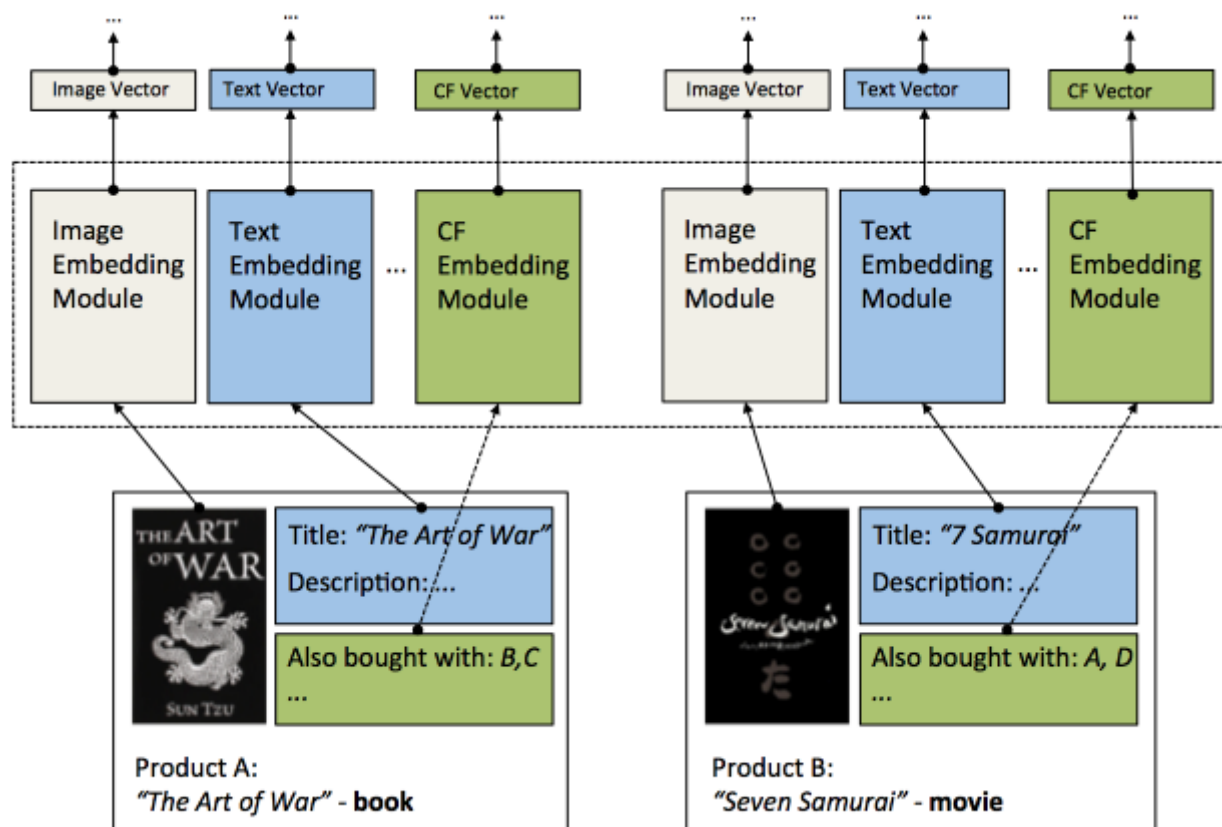 ... ... ... ... ... ...
Image Vector Text Vector CF Vector Image Vector Text Vector CF Vector
Image
Embedding
Module
Text
Embedding
Module
...
CF
Embedding
Module
Image
Embedding
Module
Text
Embedding
Module
...
CF
Embedding
Module
THE ART
OF WAR
SUN TZU
Title: “The Art of War”
Description: ...
Also bought with: B,C
...
Product A:
“The Art of War” - book
Seven Samurai
た
Title: “7 Samurai”
Description: ...
Also bought with: A, D
...
Product B:
“Seven Samurai” - movie